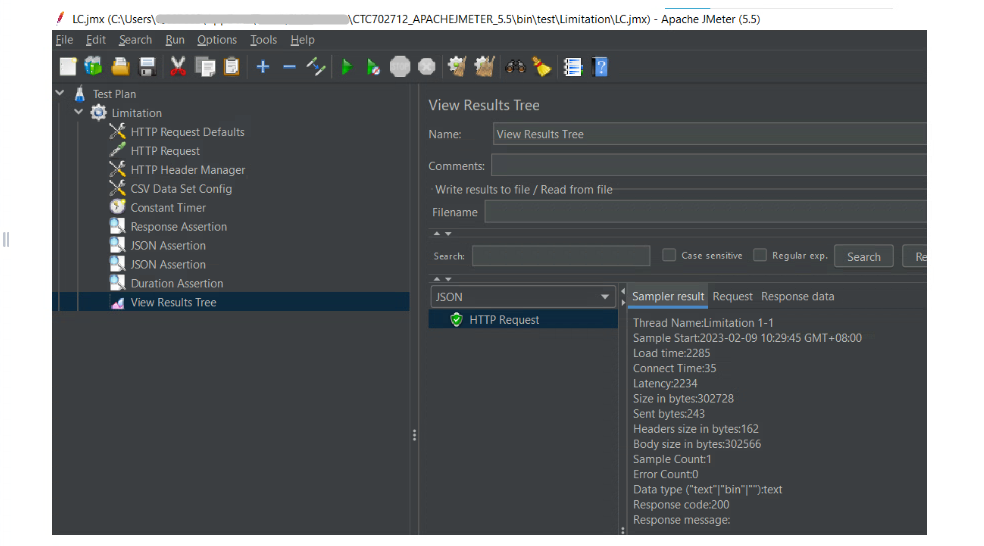 LC.jmx (C:\Users\ \CTC702712_APACHEJMETER_5.5\bin\test\Limitation\LC.jmx) - Apache JMeter (5.5)
File Edit Search Run Options Tools Help
Test Plan
Limitation
HTTP Request Defaults
HTTP Request
HTTP Header Manager
CSV Data Set Config
Constant Timer
Response Assertion
JSON Assertion
JSON Assertion
Duration Assertion
View Results Tree
View Results Tree
Name: View Results Tree
Comments:
Write results to file / Read from file
Filename
Search: Case sensitive Regular exp. Search Re
JSON
HTTP Request
Sampler result Request Response data
Thread Name:Limitation 1-1
Sample Start:2023-02-09 10:29:45 GMT+08:00
Load time:2285
Connect Time:35
Latency:2234
Size in bytes:302728
Sent bytes:243
Headers size in bytes:162
Body size in bytes:302566
Sample Count:1
Error Count:0
Data type ("text"|"bin"|""):text
Response code:200
Response message: